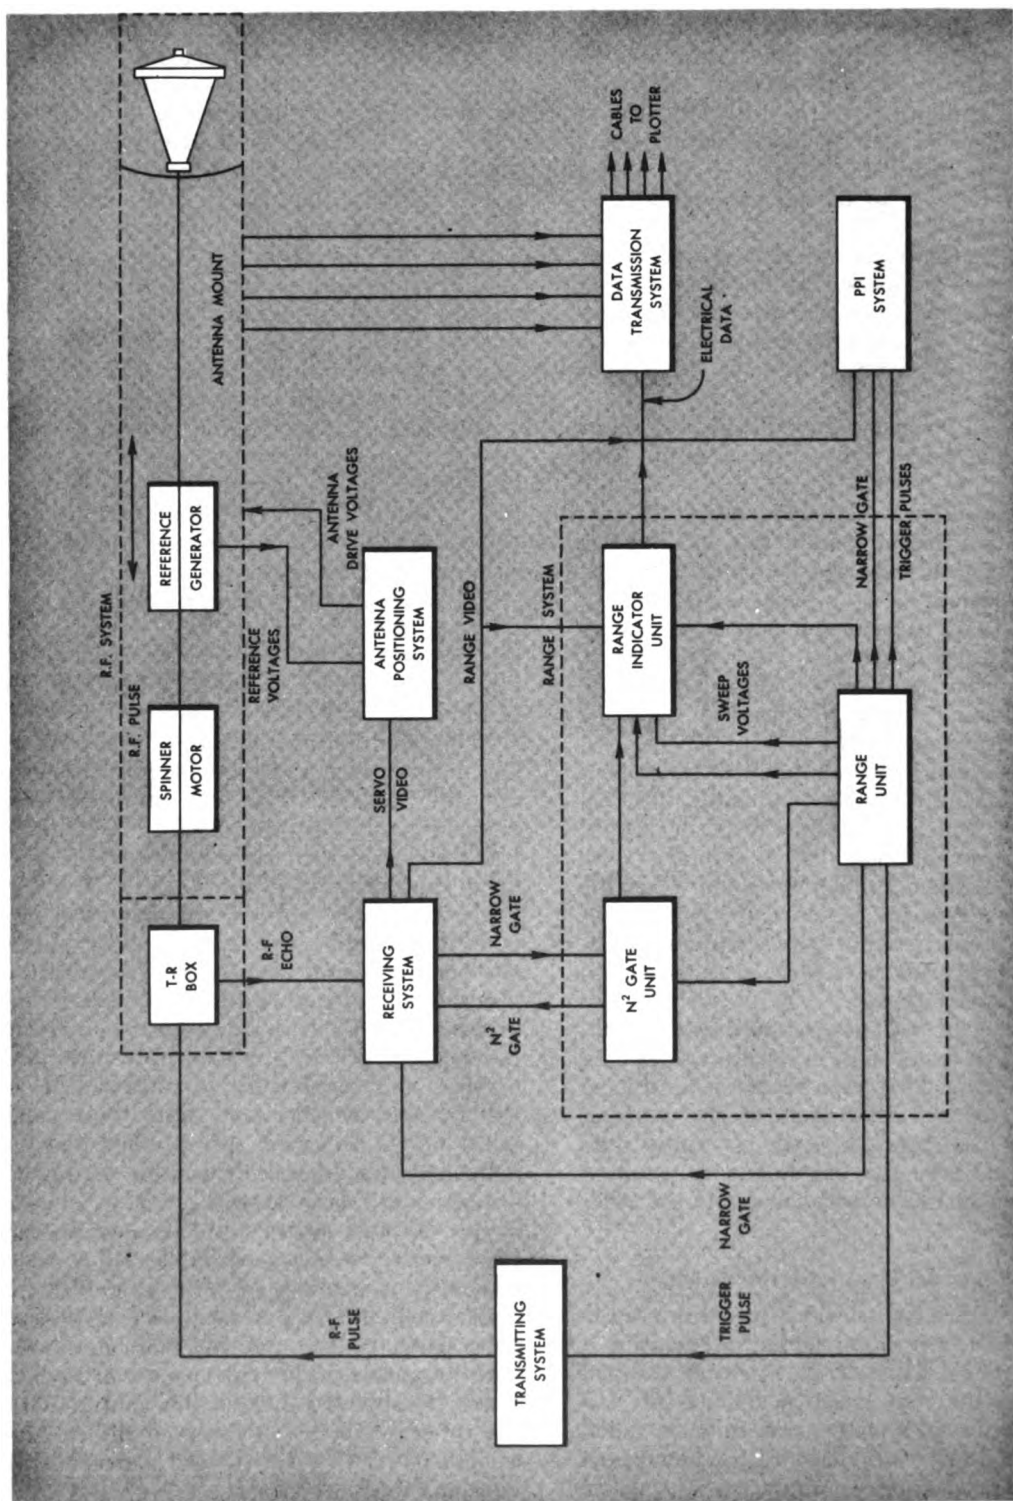 R.F. SYSTEM
R.F. PULSE
T-R
BOX
SPINNER
MOTOR
REFERENCE
GENERATOR
ANTENNA MOUNT
R-F
PULSE
R-F
ECHO
REFERENCE
VOLTAGES
ANTENNA
DRIVE VOLTAGES
RECEIVING
SYSTEM
SERVO
VIDEO
ANTENNA
POSITIONING
SYSTEM
RANGE VIDEO
TRANSMITTING
SYSTEM
N² 
GATE
NARROW
GATE
RANGE SYSTEM
N² GATE
UNIT
RANGE
INDICATOR
UNIT
DATA
TRANSMISSION
SYSTEM
CABLES
TO
PLOTTER
ELECTRICAL
DATA
SWEEP
VOLTAGES
TRIGGER
PULSE
NARROW
GATE
RANGE
UNIT
NARROW GATE
TRIGGER PULSES
PPI
SYSTEM